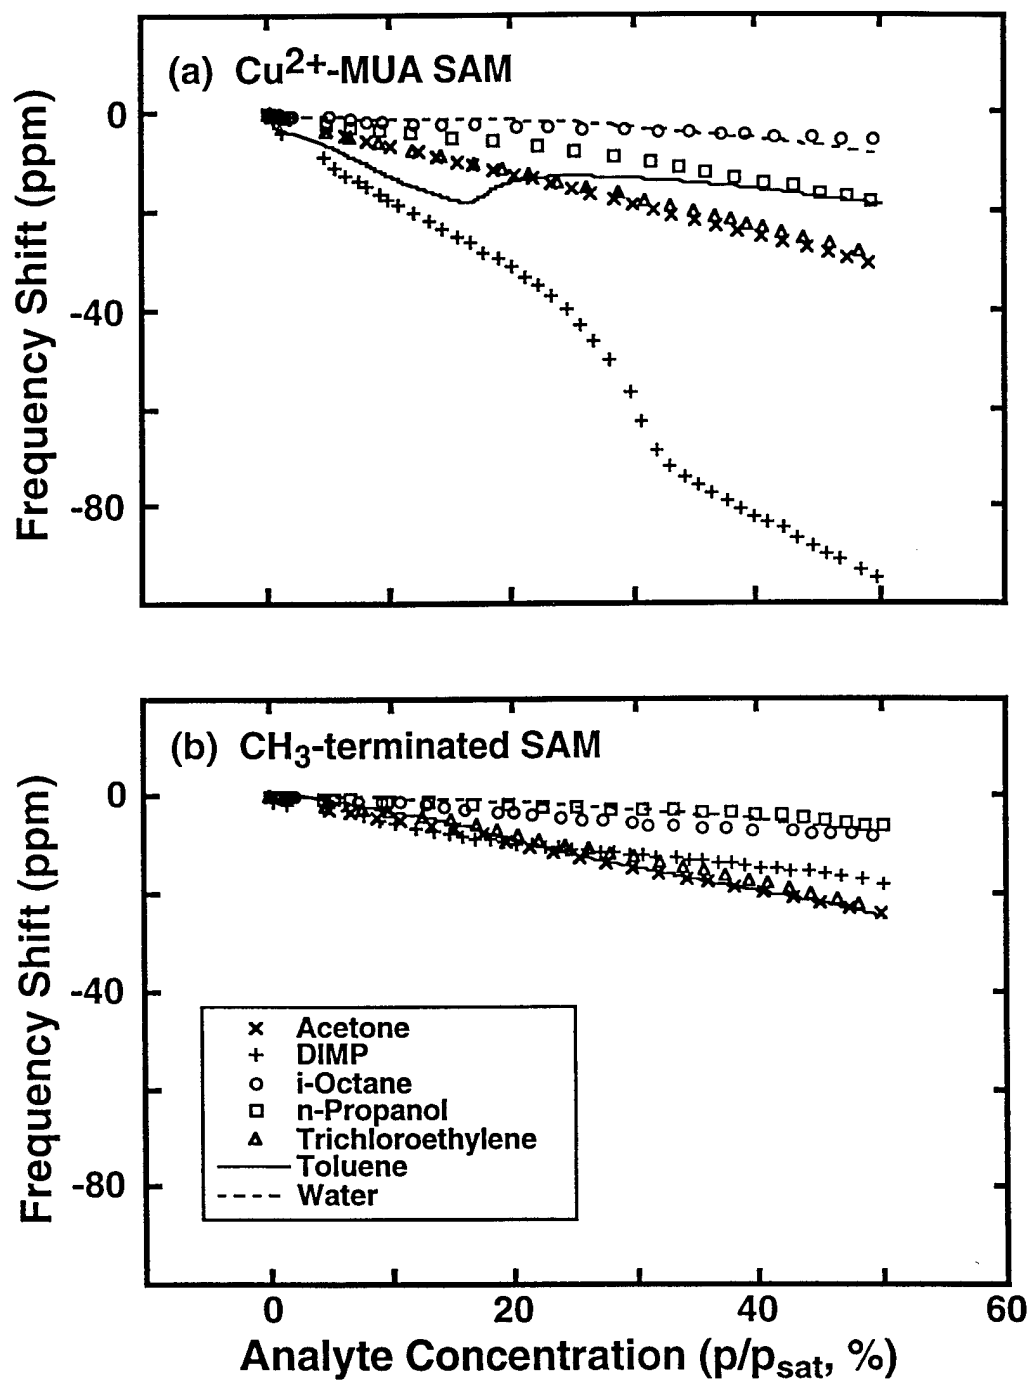 (a) Cu2+-MUA SAM
Frequency Shift (ppm)
0
-40
-80
(b) CH3-terminated SAM
Frequency Shift (ppm)
0
-40
-80
Acetone
DIMP
i-Octane
n-Propanol
Trichloroethylene
Toluene
Water
0 20 40 60
Analyte Concentration (p/psat, %)